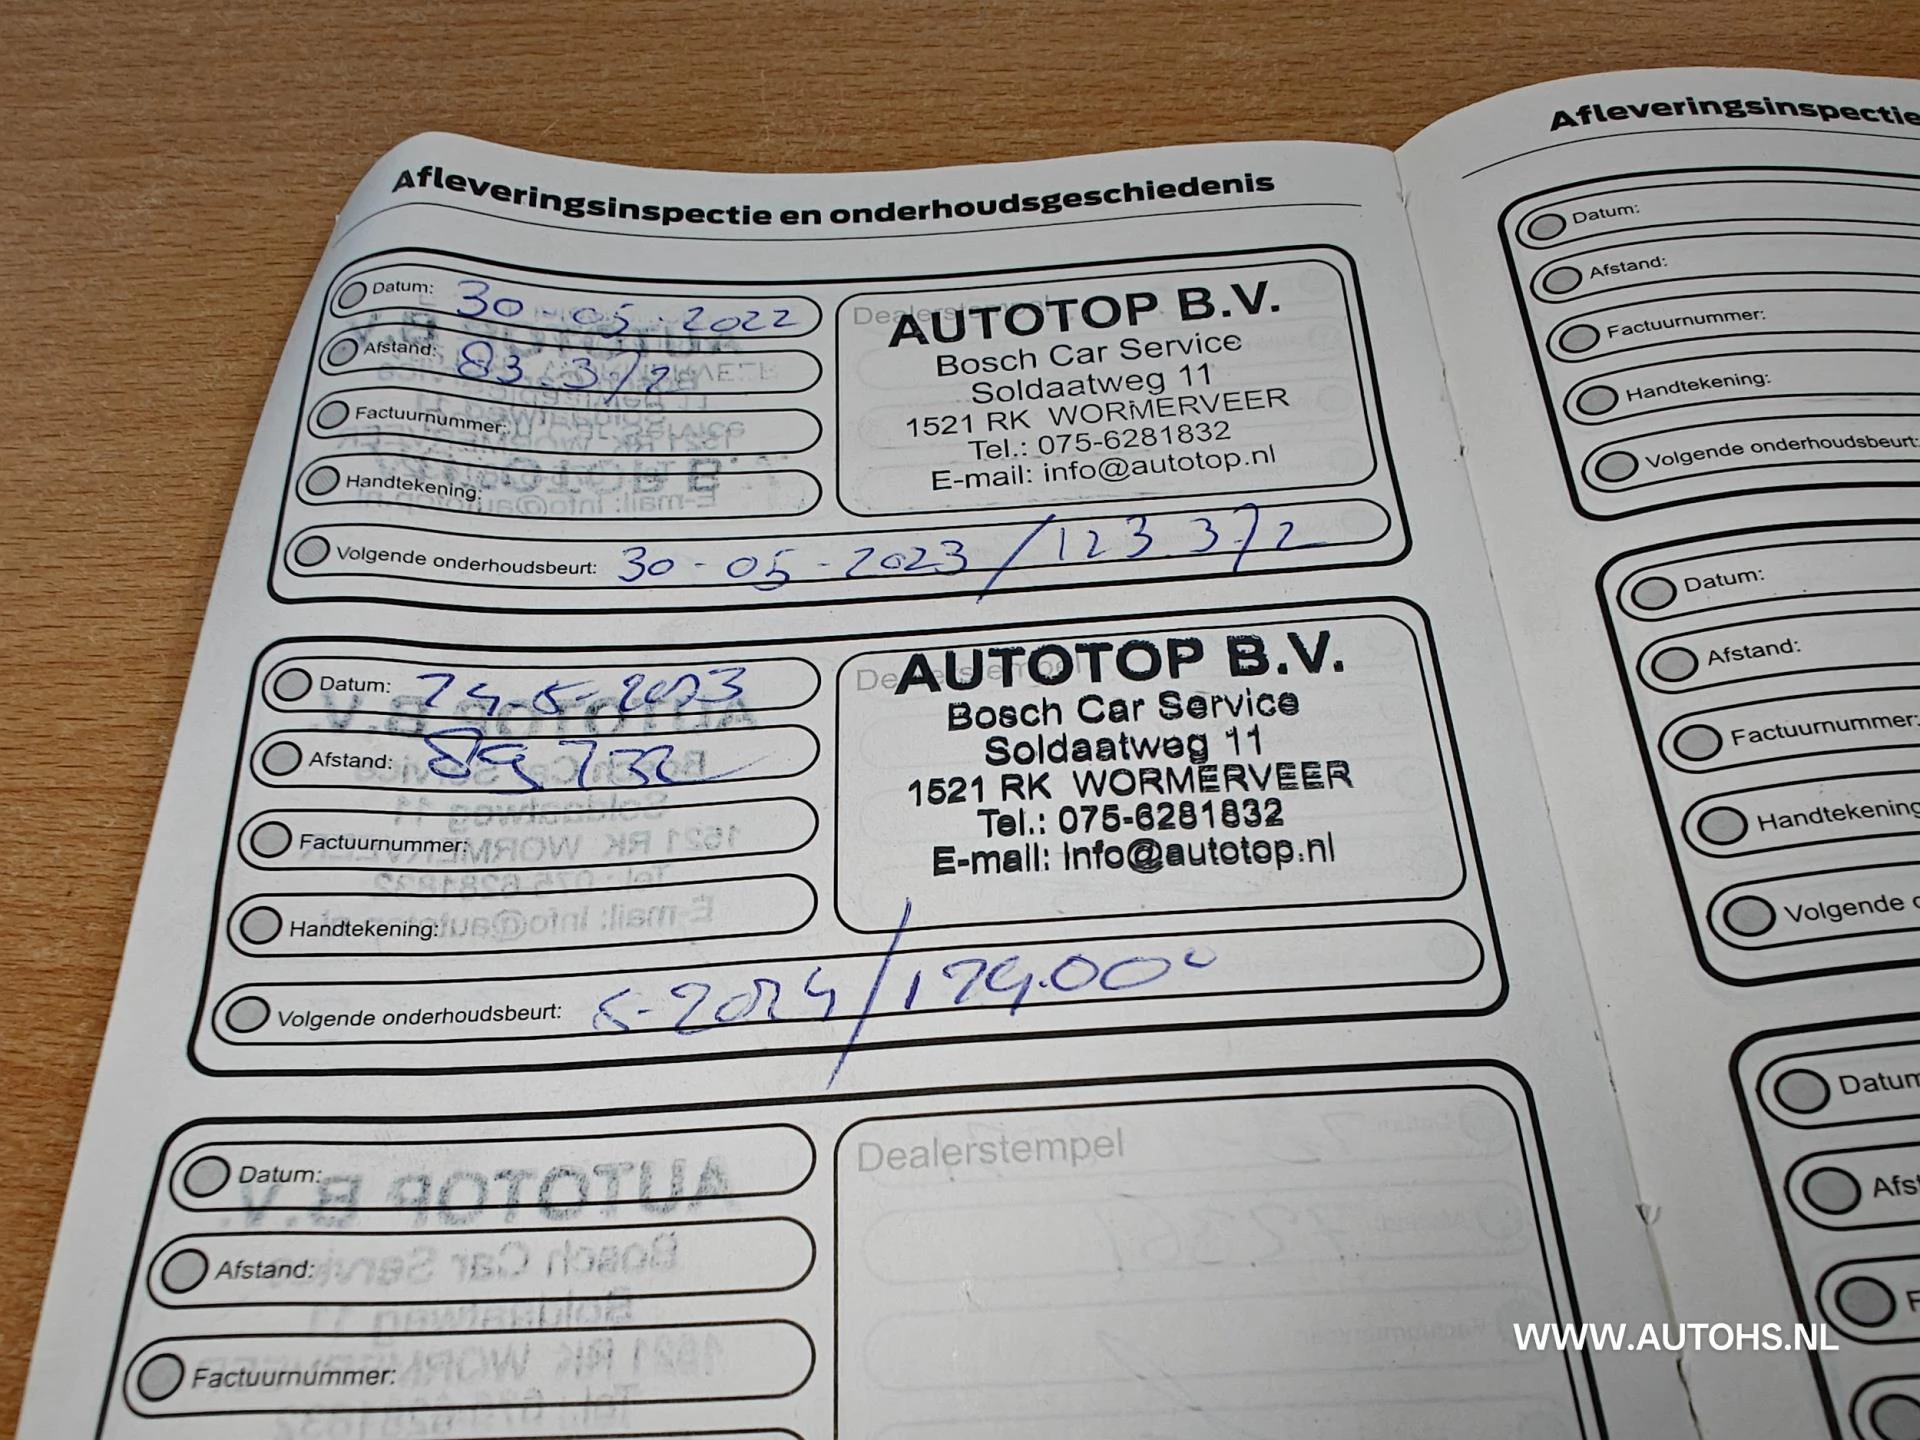 Afleveringsinspectie en onderhoudsgeschiedenis
Datum: 30-05-2022
Afstand: 83.372
Factuurnummer:
Handtekening:
Dealerstempel
AUTOTOP B.V.
Bosch Car Service
Soldaatweg 11
1521 RK WORMERVEER
Tel.: 075-6281832
E-mail: info@autotop.nl
Volgende onderhoudsbeurt: 30-05-2023/123.372
Datum: 24-5-2023
Afstand: 89.732
Factuurnummer:
Handtekening:
Dealerstempel
AUTOTOP B.V.
Bosch Car Service
Soldaatweg 11
1521 RK WORMERVEER
Tel.: 075-6281832
E-mail: info@autotop.nl
Volgende onderhoudsbeurt: 5-2024/
Datum:
Afstand:
Factuurnummer:
Dealerstempel
Afleveringsinspectie
Datum:
Afstand:
Factuurnummer:
Handtekening:
Volgende onderhoudsbeurt:
Datum:
Afstand:
Factuurnummer:
Handtekening
Volgende
Datum
WWW.AUTOHS.NL